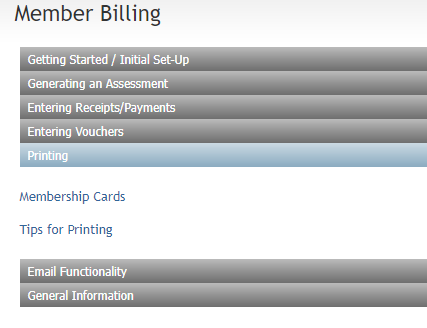 Member Billing
Getting Started / Initial Set-Up
Generating an Assessment
Entering Receipts/Payments
Entering Vouchers
Printing
Membership Cards
Tips for Printing
Email Functionality
General Information